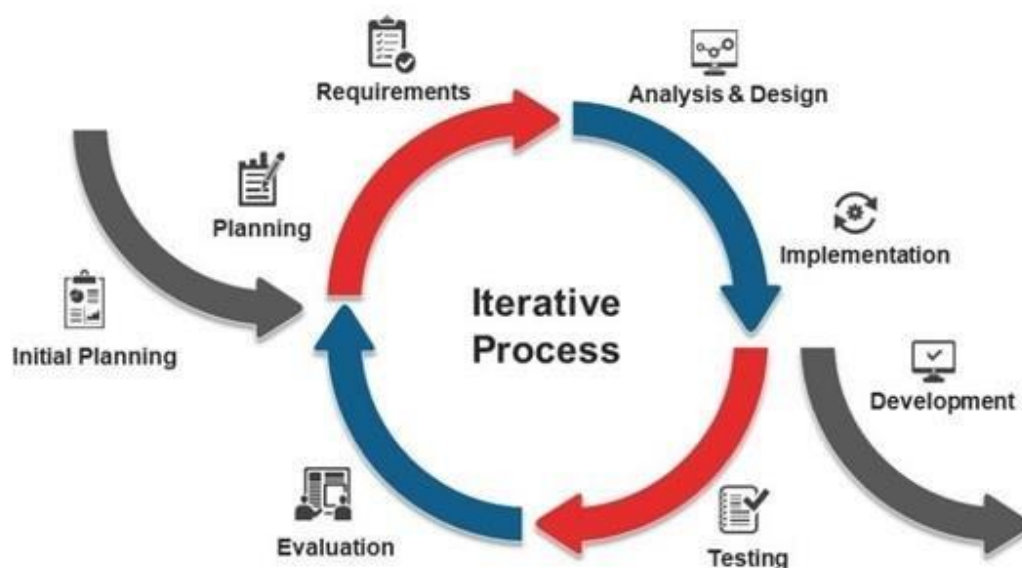 Requirements
Analysis & Design
Planning
Implementation
Iterative
Process
Initial Planning
Development
Evaluation
Testing